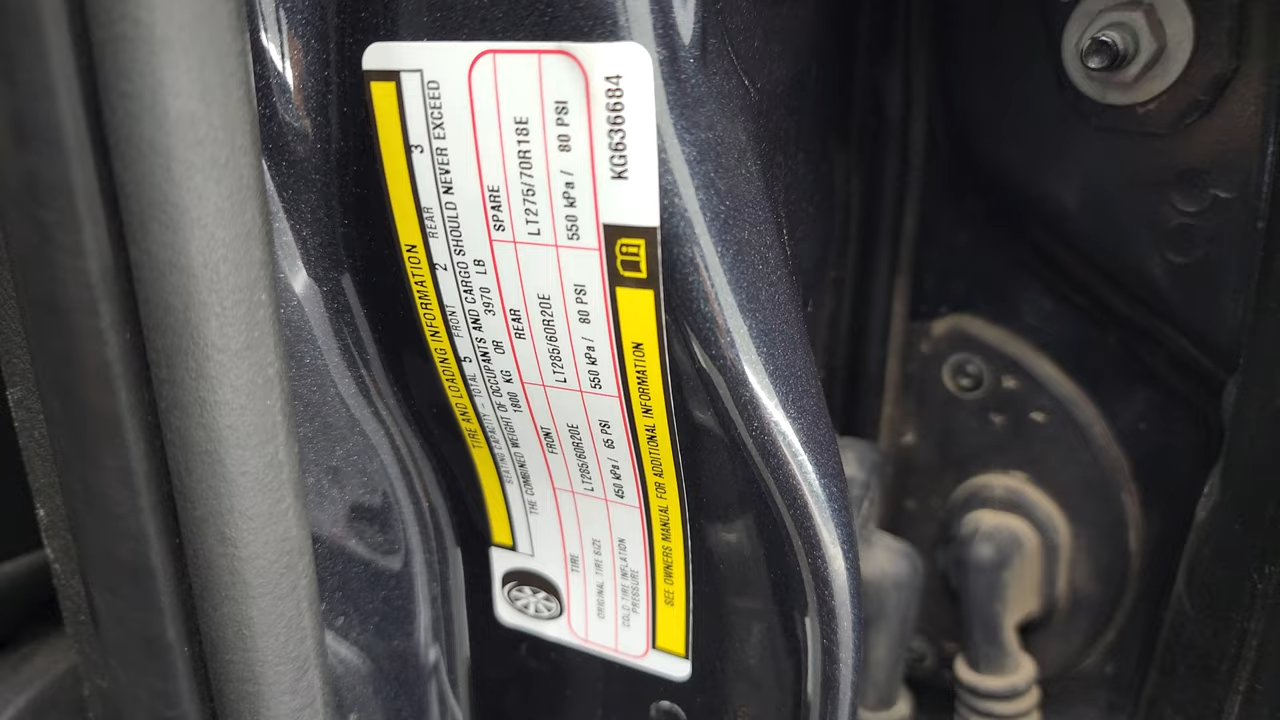 TIRE AND LOADING INFORMATION
SEATING CAPACITY - TOTAL 5 FRONT 2 REAR 3
THE COMBINED WEIGHT OF OCCUPANTS AND CARGO SHOULD NEVER EXCEED
1800 KG OR 3970 LB
TIRE FRONT REAR SPARE
ORIGINAL TIRE SIZE LT285/60R20E LT285/60R20E LT275/70R18E
COLD TIRE INFLATION PRESSURE 450 kPa / 65 PSI 550 kPa / 80 PSI 550 kPa / 80 PSI
SEE OWNERS MANUAL FOR ADDITIONAL INFORMATION
KG636684